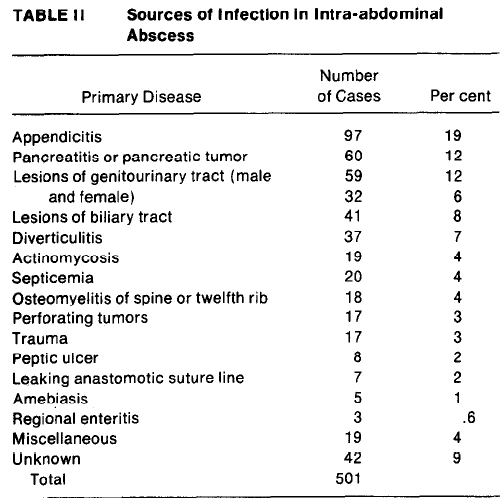 TABLE II Sources of Infection in Intra-abdominal
Abscess
Number
Primary Disease of Cases Per cent
Appendicitis 97 19
Pancreatitis or pancreatic tumor 60 12
Lesions of genitourinary tract (male 59 12
and female) 32 6
Lesions of biliary tract 41 8
Diverticulitis 37 7
Actinomycosis 19 4
Septicemia 20 4
Osteomyelitis of spine or twelfth rib 18 4
Perforating tumors 17 3
Trauma 17 3
Peptic ulcer 8 2
Leaking anastomotic suture line 7 2
Amebiasis 5 1
Regional enteritis 3 .6
Miscellaneous 19 4
Unknown 42 9
Total 501